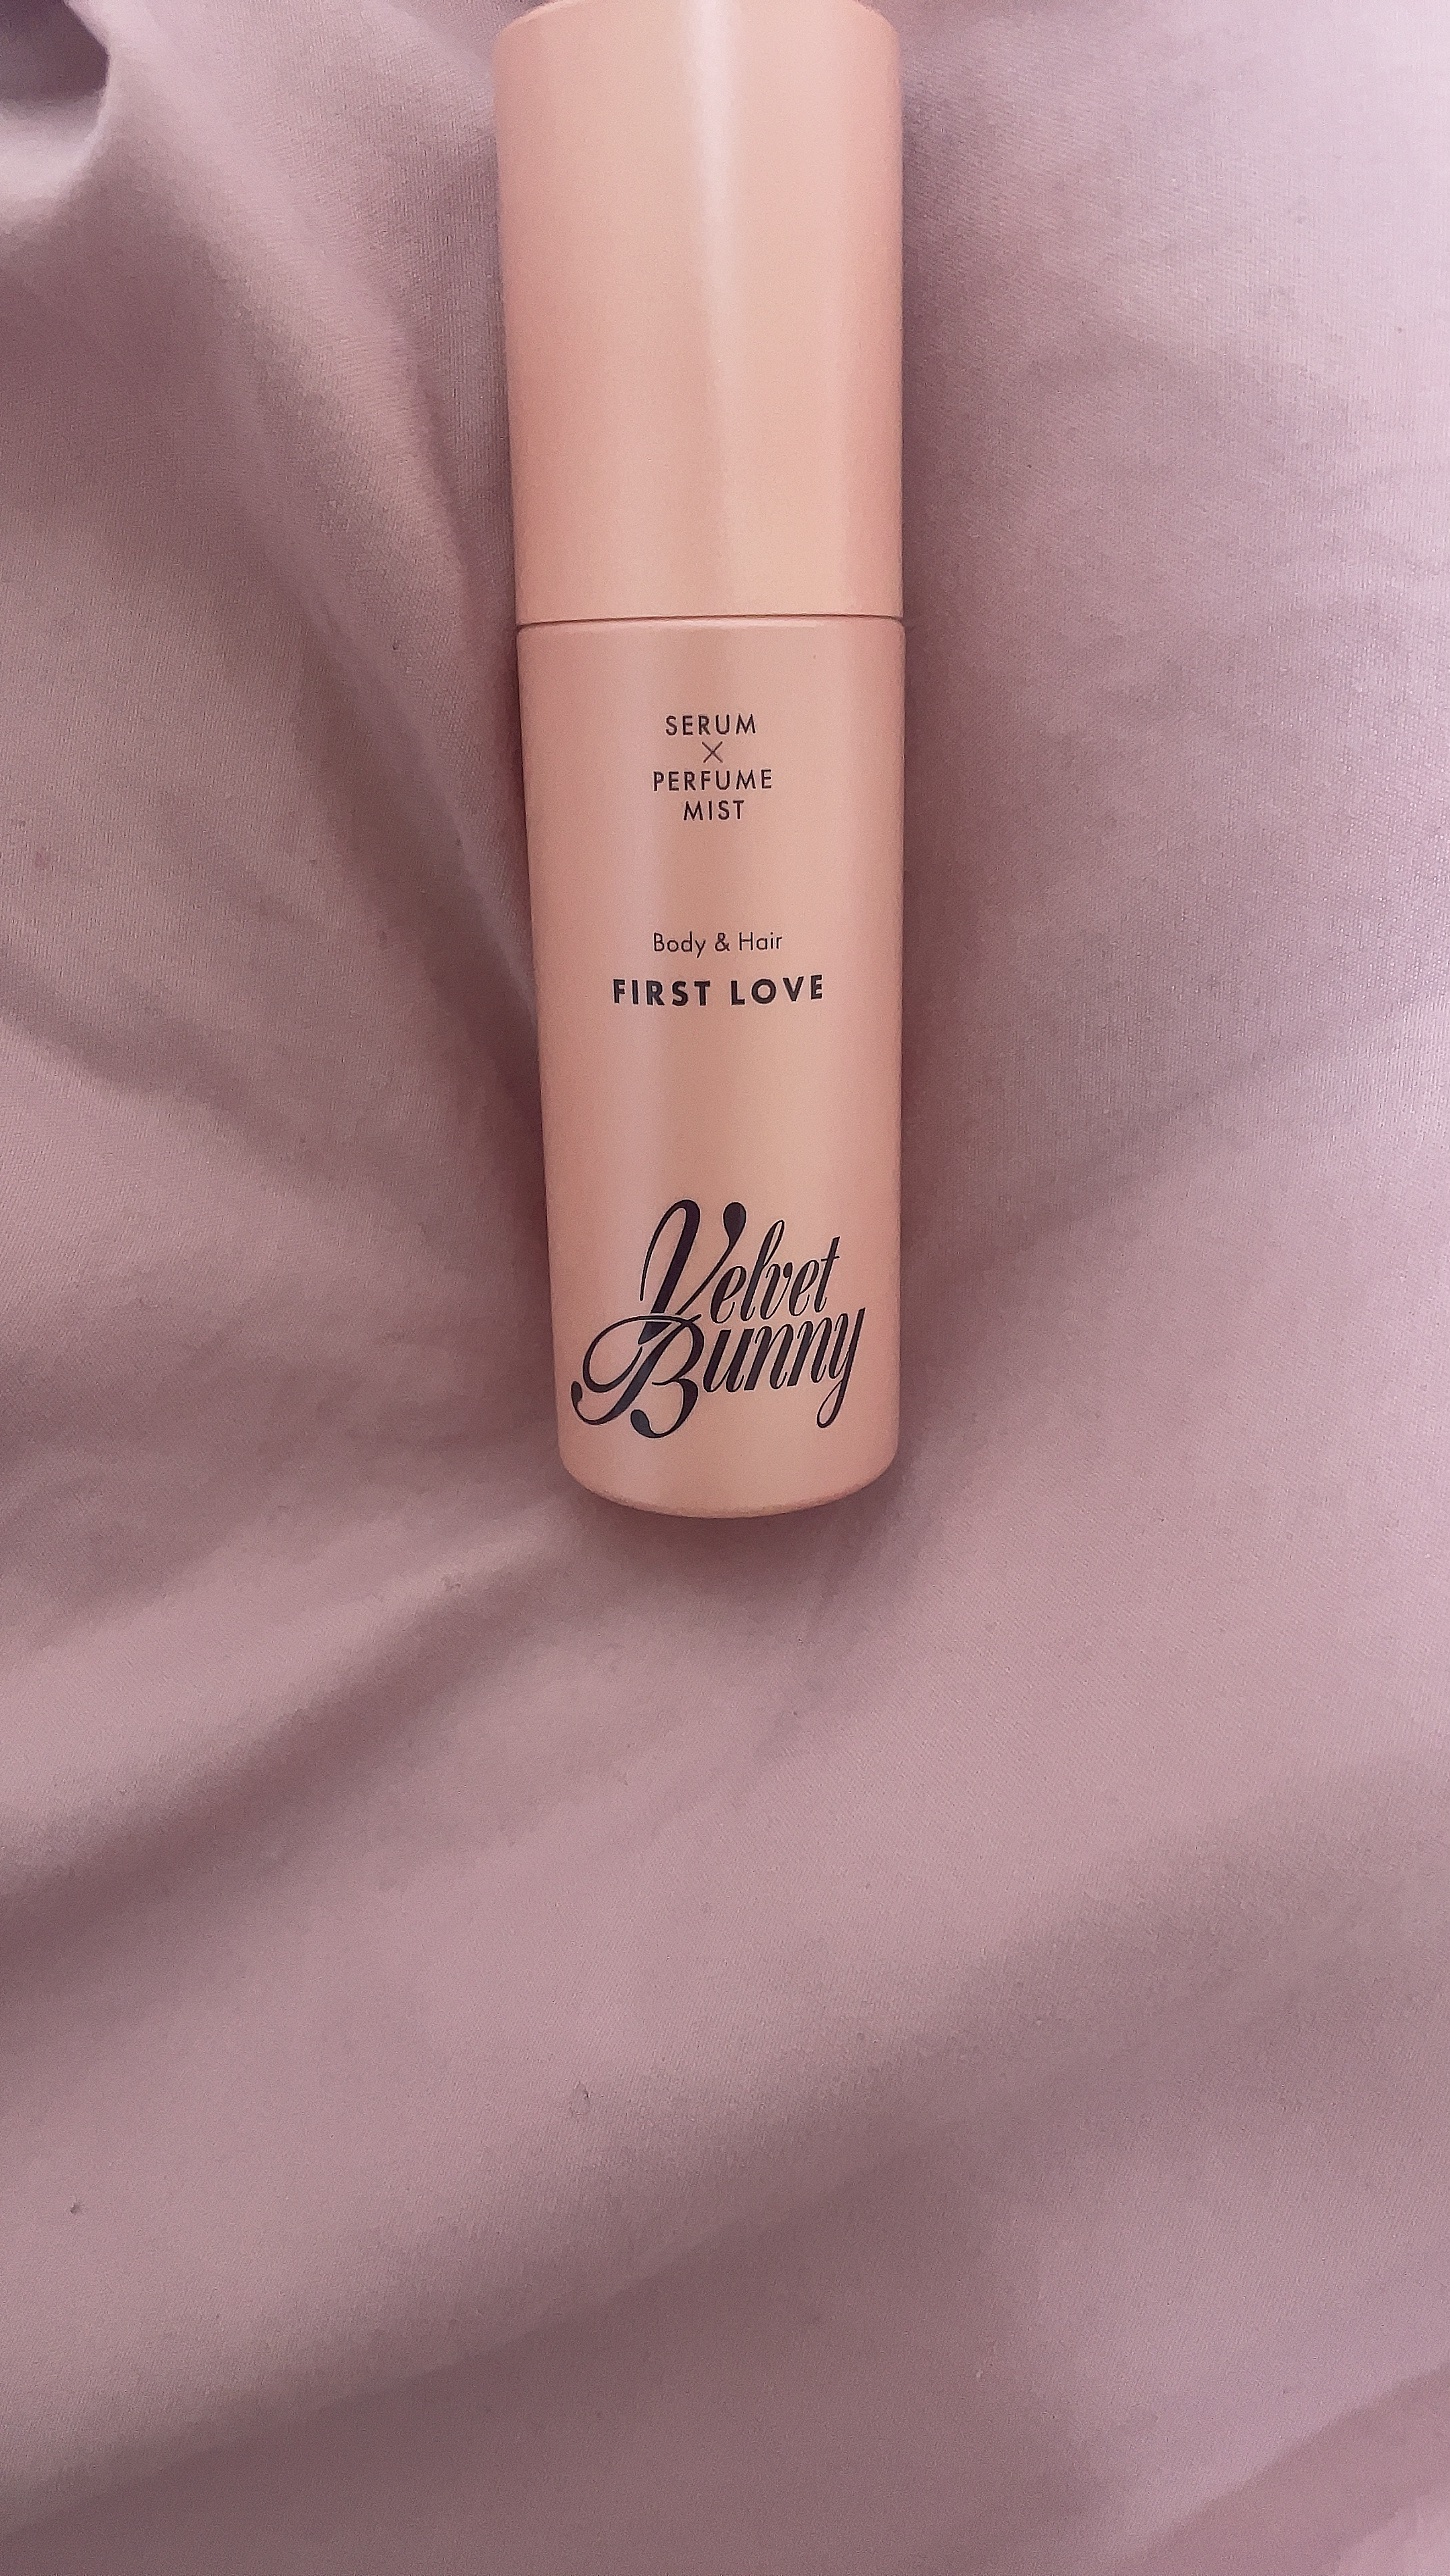 SERUM
×
PERFUME
MIST
Body & Hair
FIRST LOVE
Velvet
Bunny